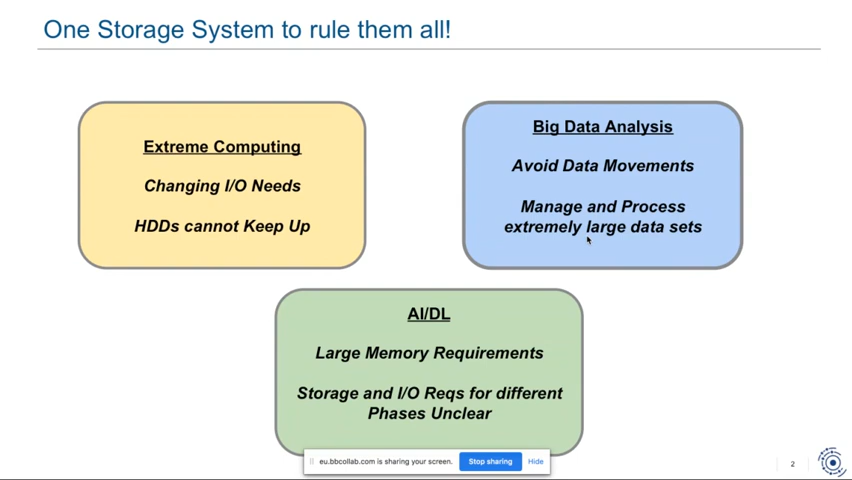 One Storage System to rule them all!
Extreme Computing
Changing I/O Needs
HDDs cannot Keep Up
Big Data Analysis
Avoid Data Movements
Manage and Process
extremely large data sets
AI/DL
Large Memory Requirements
Storage and I/O Reqs for different
Phases Unclear
eu.bbcollab.com is sharing your screen. Stop sharing Hide
2